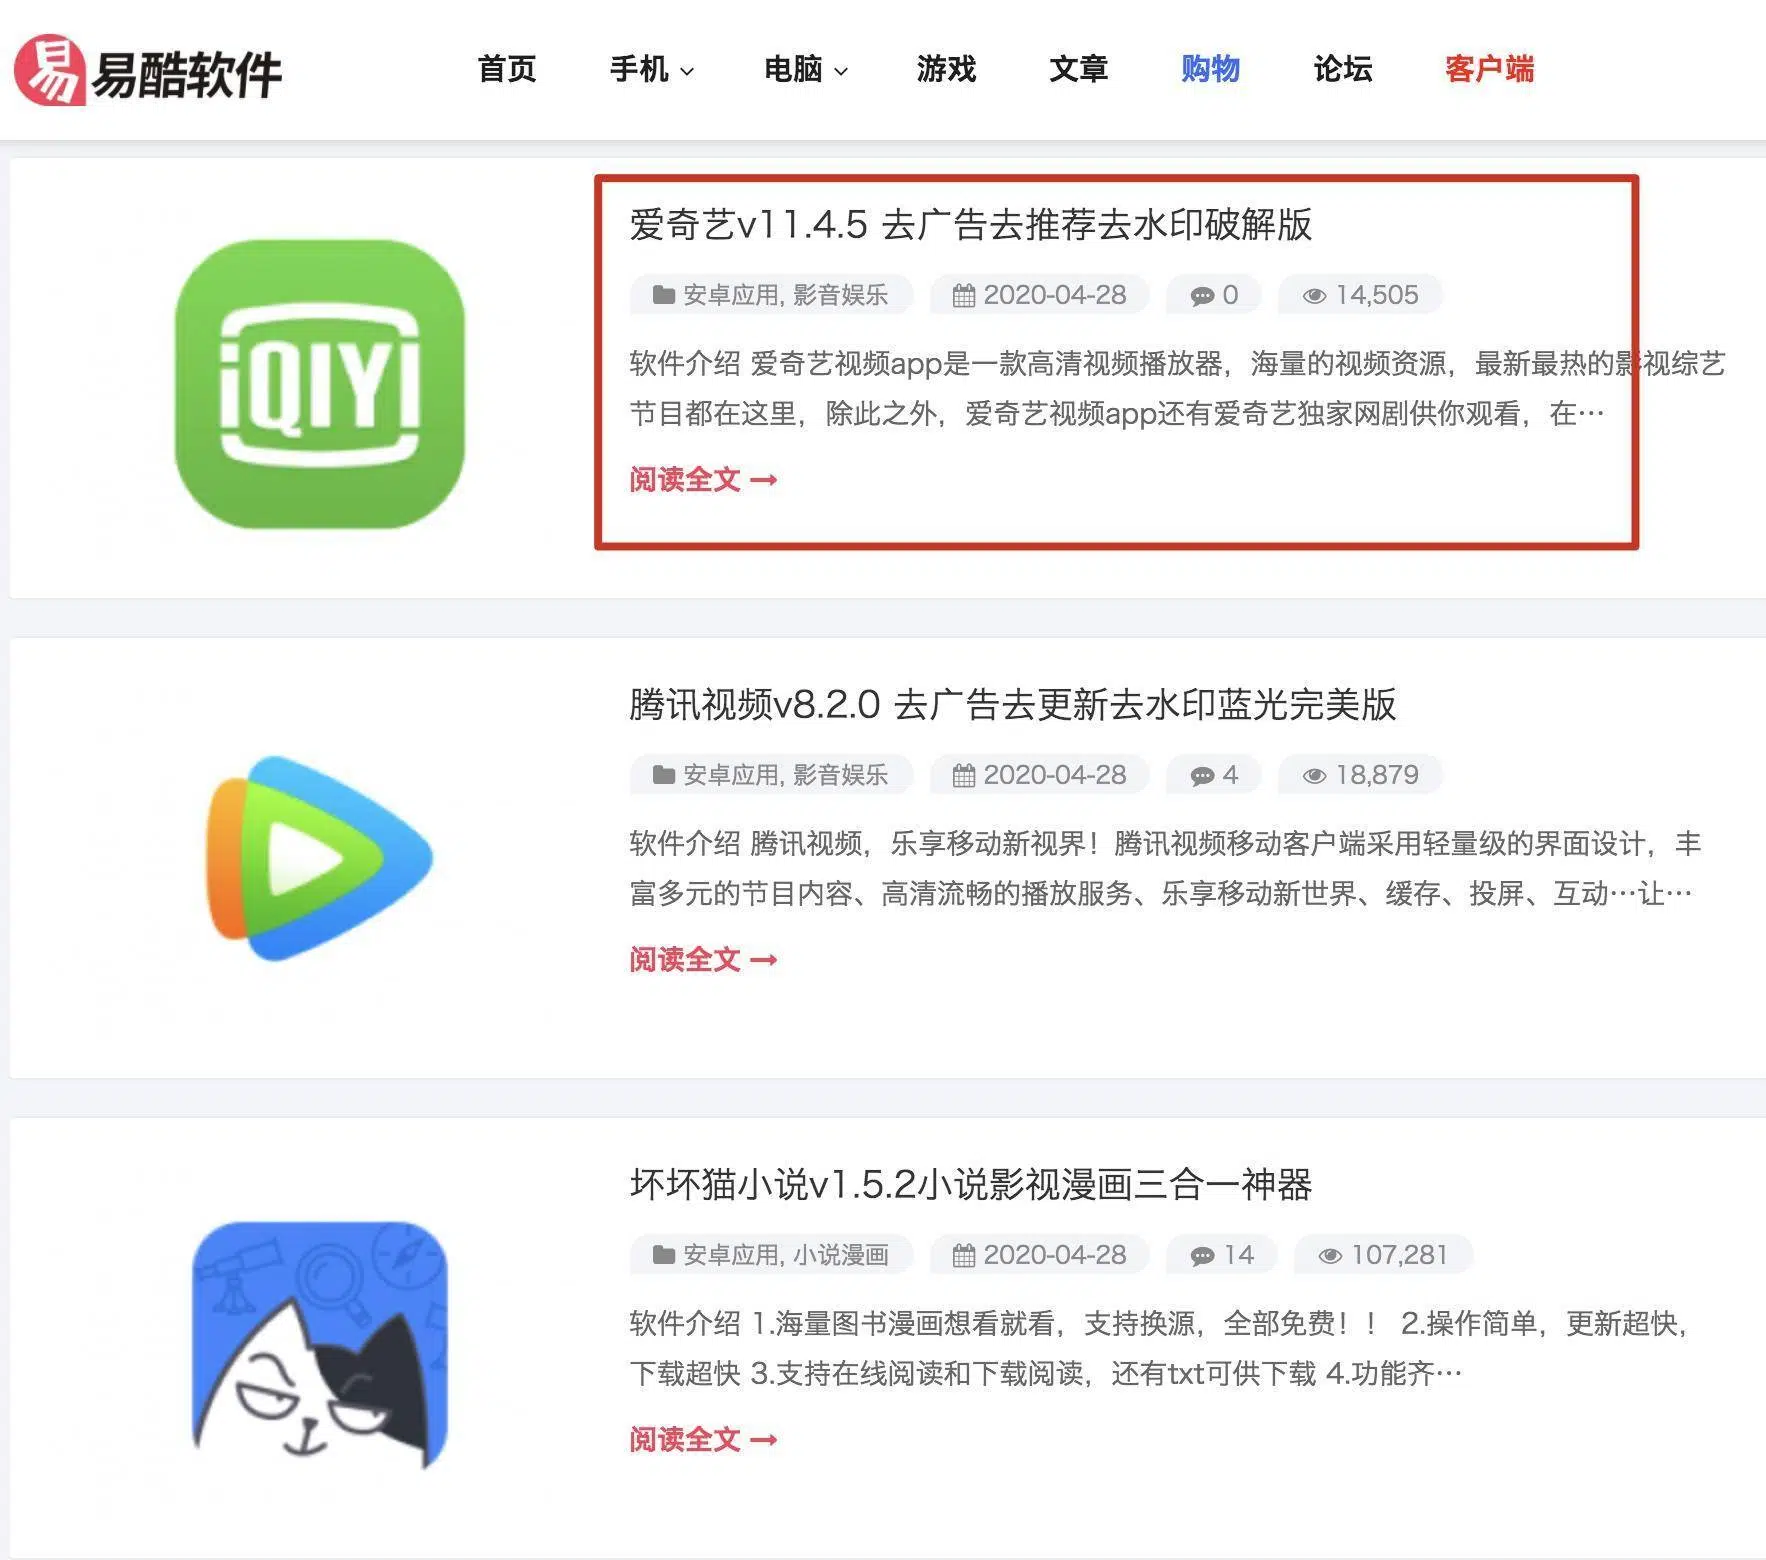 易 易酷软件 首页 手机 电脑 游戏 文章 购物 论坛 客户端
爱奇艺v11.4.5 去广告去推荐去水印破解版
安卓应用, 影音娱乐 2020-04-28 0 14,505
iQIYI
软件介绍 爱奇艺视频app是一款高清视频播放器，海量的视频资源，最新最热的影视综艺
节目都在这里，除此之外，爱奇艺视频app还有爱奇艺独家网剧供你观看，在…
阅读全文 →
腾讯视频v8.2.0 去广告去更新去水印蓝光完美版
安卓应用, 影音娱乐 2020-04-28 4 18,879
软件介绍 腾讯视频，乐享移动新视界！腾讯视频移动客户端采用轻量级的界面设计，丰
富多元的节目内容、高清流畅的播放服务、乐享移动新世界、缓存、投屏、互动…让…
阅读全文 →
坏坏猫小说v1.5.2小说影视漫画三合一神器
安卓应用, 小说漫画 2020-04-28 14 107,281
软件介绍 1.海量图书漫画想看就看，支持换源，全部免费！！ 2.操作简单，更新超快，
下载超快 3.支持在线阅读和下载阅读，还有txt可供下载 4.功能齐…
阅读全文 →